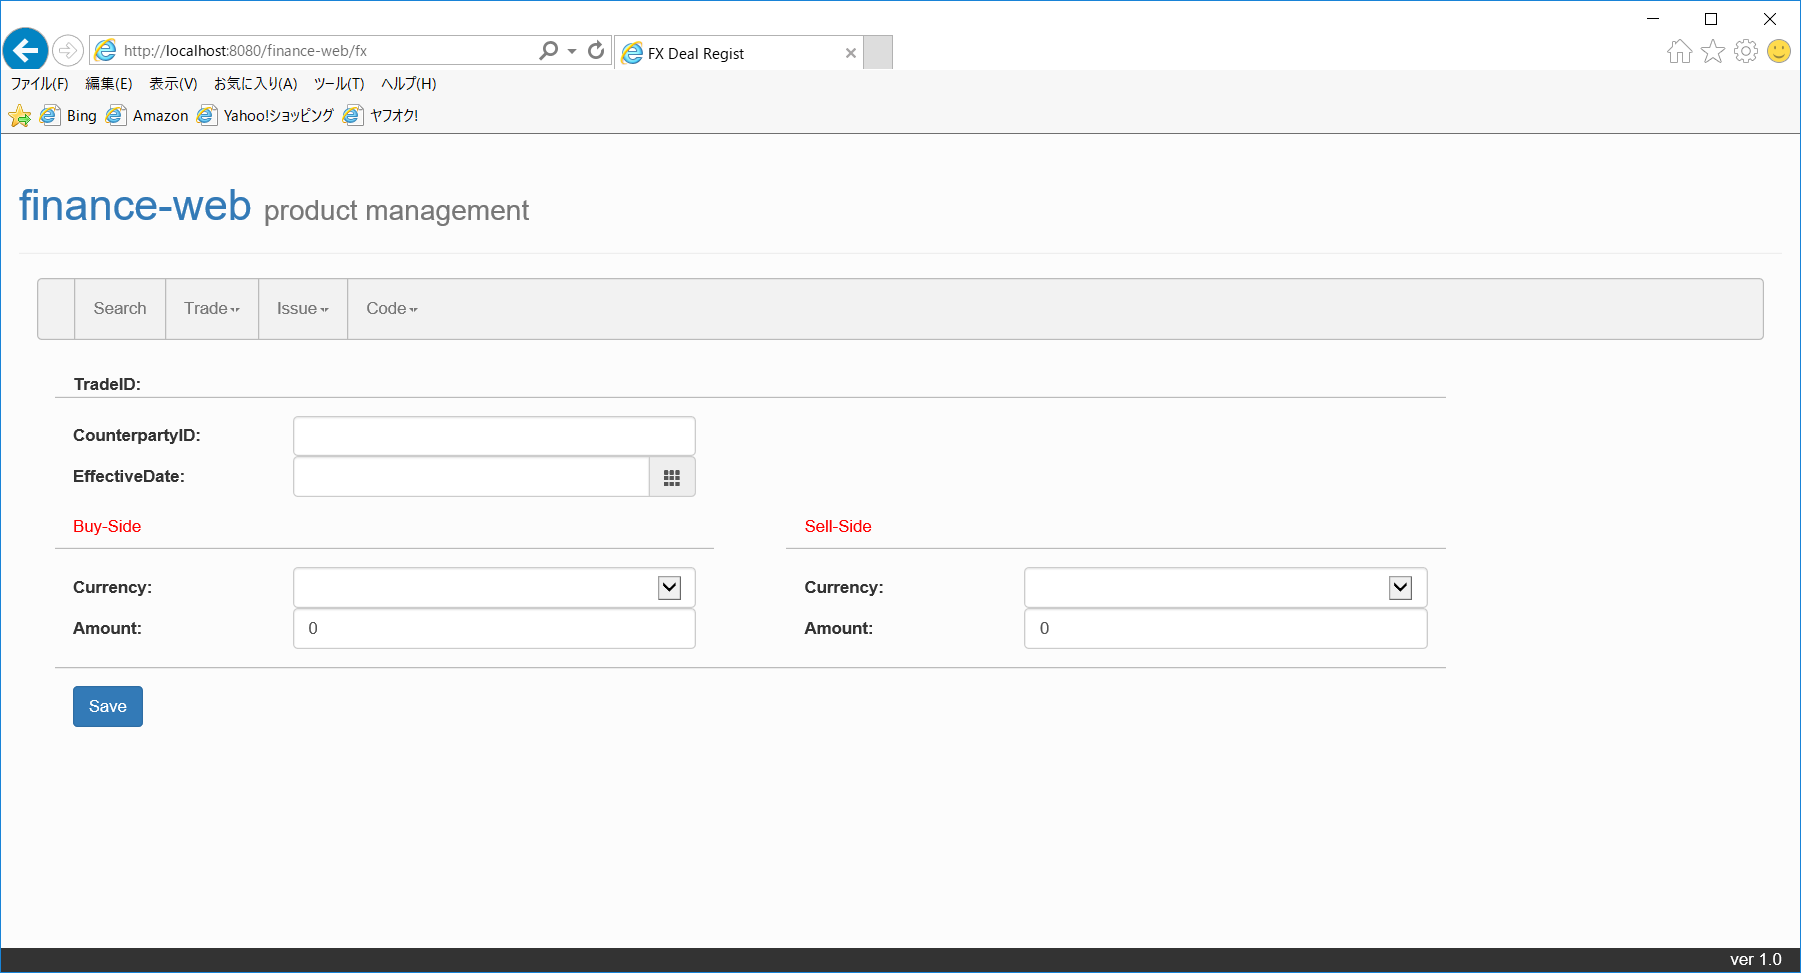 http://localhost:8080/finance-web/fx
FX Deal Regist
ファイル(F) 編集(E) 表示(V) お気に入り(A) ツール(T) ヘルプ(H)
Bing Amazon Yahoo!ショッピング ヤフオク!
finance-web product management
Search Trade Issue Code
TradeID:
CounterpartyID:
EffectiveDate:
Buy-Side Sell-Side
Currency: Currency:
Amount: 0 Amount: 0
Save
ver 1.0